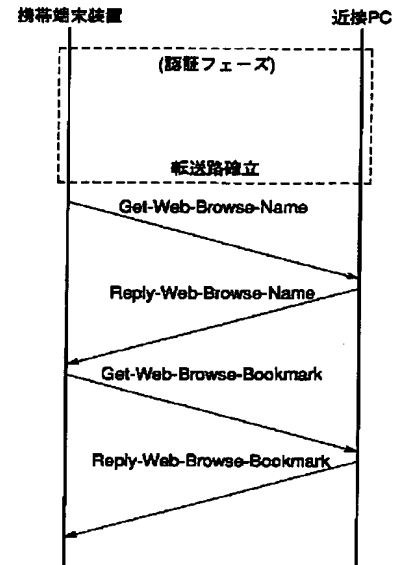 携帯端末装置 近接PC
(認証フェーズ)
転送路確立
Get-Web-Browse-Name
Reply-Web-Browse-Name
Get-Web-Browse-Bookmark
Reply-Web-Browse-Bookmark